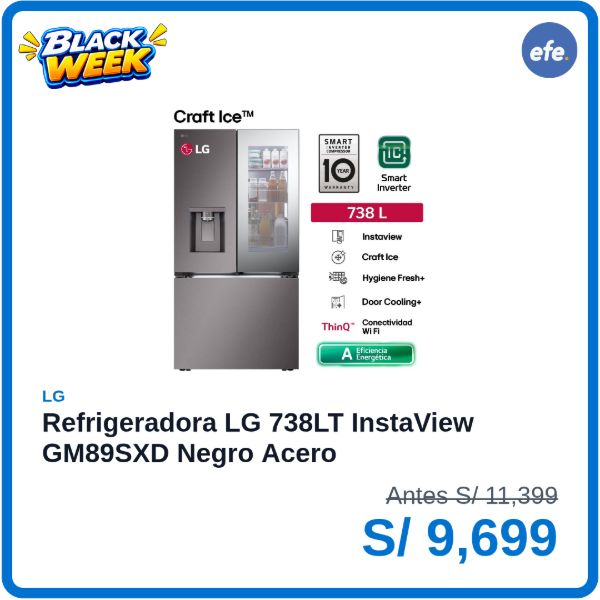 BLACK
WEEK
efe.
Craft Ice™
LG
SMART
INVERTER
COMPRESSOR
10
YEAR
WARRANTY
Smart
Inverter
738 L
Instaview
Craft Ice
Hygiene Fresh+
Door Cooling+
ThinQ™ Conectividad
Wi Fi
A Eficiencia
Energética
LG
Refrigeradora LG 738LT InstaView
GM89SXD Negro Acero
Antes S/ 11,399
S/ 9,699